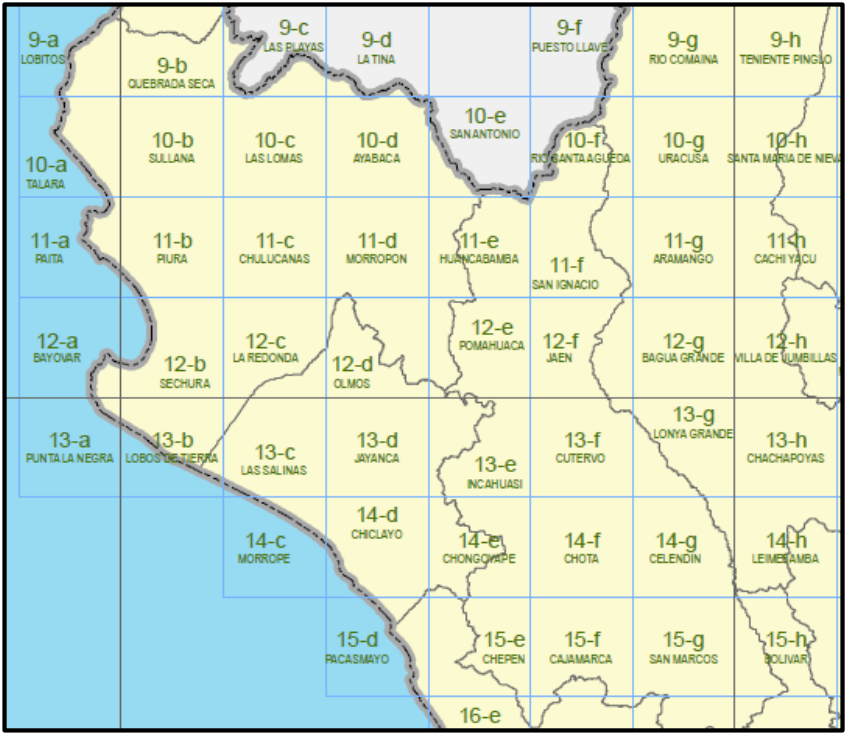 9-a
LOBITOS
9-b
QUEBRADA SECA
9-c
LAS PLAYAS
9-d
LA TINA
9-f
PUESTO LLAVE
9-g
RIO COMAINA
9-h
TENIENTE PINGLO
10-a
TALARA
10-b
SULLANA
10-c
LAS LOMAS
10-d
AYABACA
10-e
SAN ANTONIO
10-f
RIO SANTA AGUEDA
10-g
URACUSA
10-h
SANTA MARIA DE NIEVA
11-a
PAITA
11-b
PIURA
11-c
CHULUCANAS
11-d
MORROPON
11-e
HUANCABAMBA
11-f
SAN IGNACIO
11-g
ARAMANGO
11-h
CACHI YACU
12-a
BAYOVAR
12-b
SECHURA
12-c
LA REDONDA
12-d
OLMOS
12-e
POMAHUACA
12-f
JAEN
12-g
BAGUA GRANDE
12-h
VILLA DE JUMBILLAS
13-a
PUNTA LA NEGRA
13-b
LOBOS DE TIERRA
13-c
LAS SALINAS
13-d
JAYANCA
13-e
INCAHUASI
13-f
CUTERVO
13-g
LONYA GRANDE
13-h
CHACHAPOYAS
14-c
MORROPE
14-d
CHICLAYO
14-e
CHONGOYAPE
14-f
CHOTA
14-g
CELENDIN
14-h
LEIMEBAMBA
15-d
PACASMAYO
15-e
CHEPEN
15-f
CAJAMARCA
15-g
SAN MARCOS
15-h
BOLIVAR
16-e